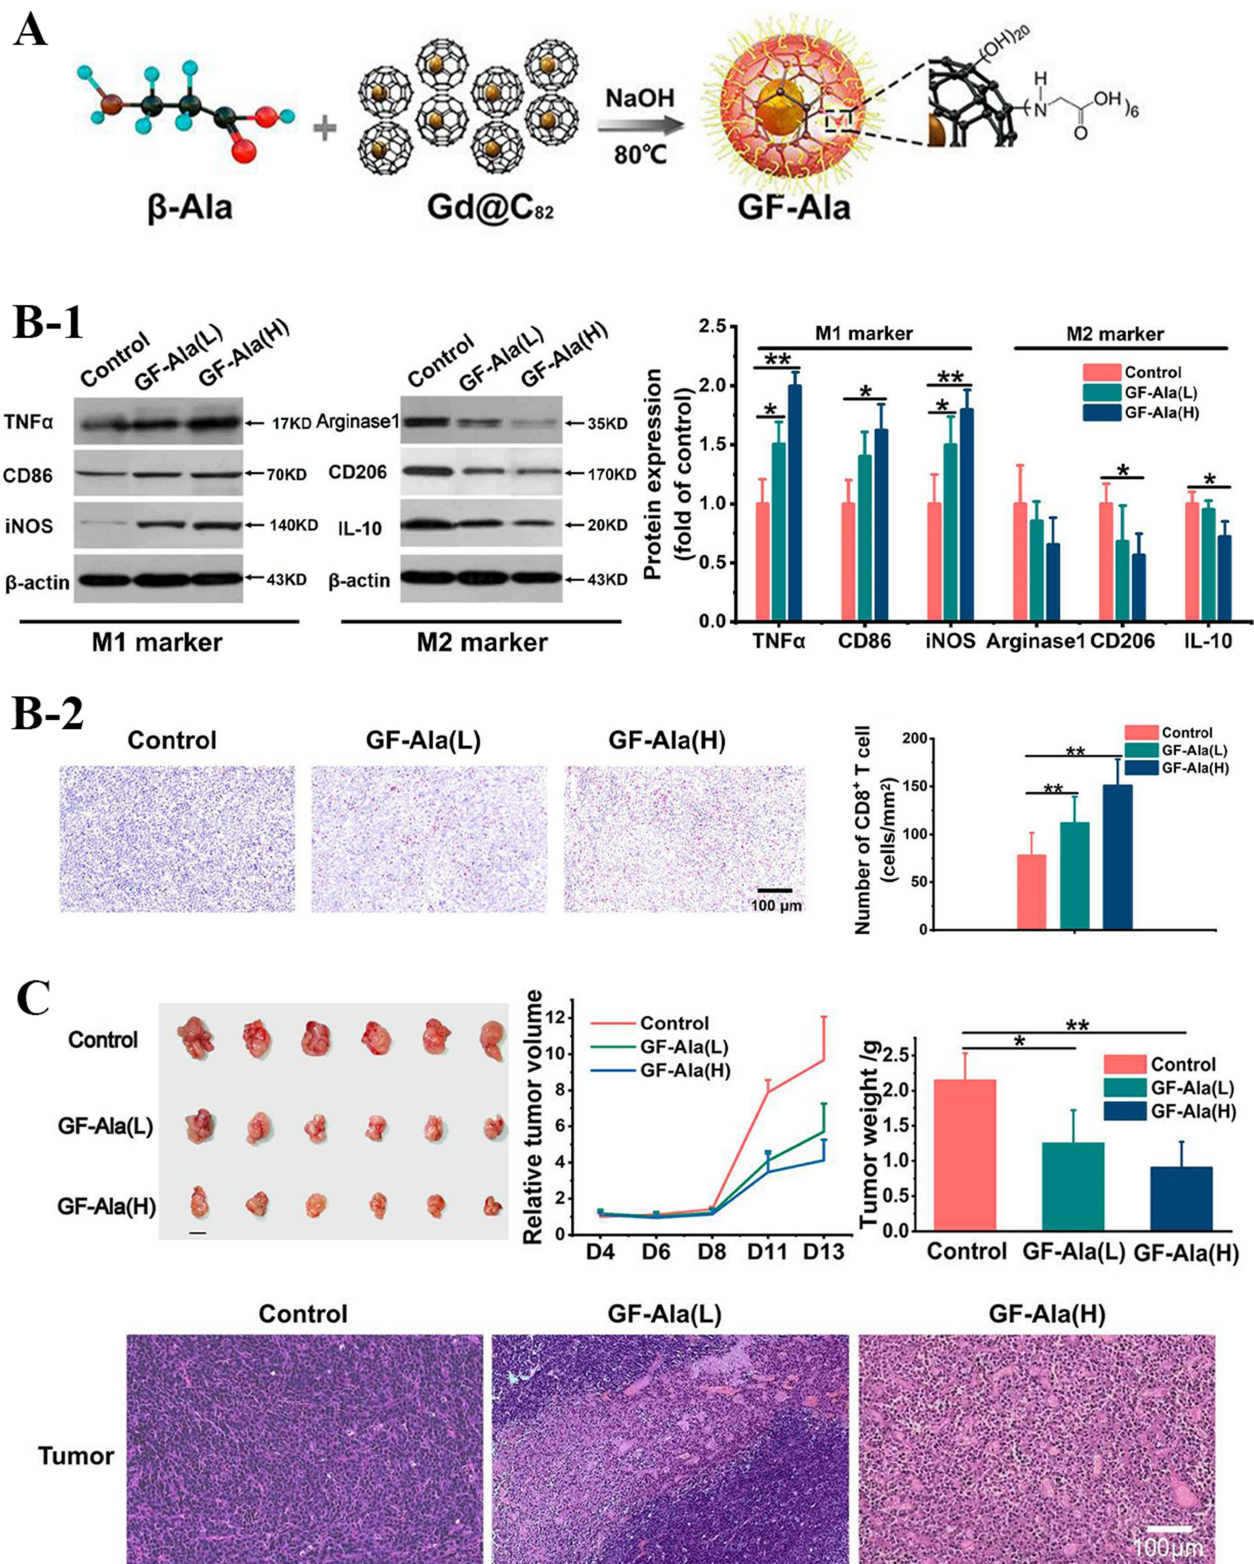 A
β-Ala
+
Gd@C82
NaOH
80℃
GF-Ala
(OH)20
H
N
O
OH)6
B-1
Control GF-Ala(L) GF-Ala(H)
TNFα 17KD
CD86 70KD
iNOS 140KD
β-actin 43KD
M1 marker
Control GF-Ala(L) GF-Ala(H)
Arginase1 35KD
CD206 170KD
IL-10 20KD
β-actin 43KD
M2 marker
Protein expression
(fold of control)
2.5
2.0
1.5
1.0
0.5
0.0
M1 marker
M2 marker
Control
GF-Ala(L)
GF-Ala(H)
** * * ** * * *
TNFα CD86 iNOS Arginase1 CD206 IL-10
B-2
Control GF-Ala(L) GF-Ala(H)
100 μm
Number of CD8+ T cell
(cells/mm2)
200
150
100
50
0
Control
GF-Ala(L)
GF-Ala(H)
**
**
C
Control
GF-Ala(L)
GF-Ala(H)
Relative tumor volume
12
10
8
6
4
2
0
Control
GF-Ala(L)
GF-Ala(H)
D4 D6 D8 D11 D13
Tumor weight /g
2.5
2.0
1.5
1.0
0.5
0.0
**
*
Control
GF-Ala(L)
GF-Ala(H)
Control GF-Ala(L) GF-Ala(H)
Control GF-Ala(L) GF-Ala(H)
Tumor
100μm